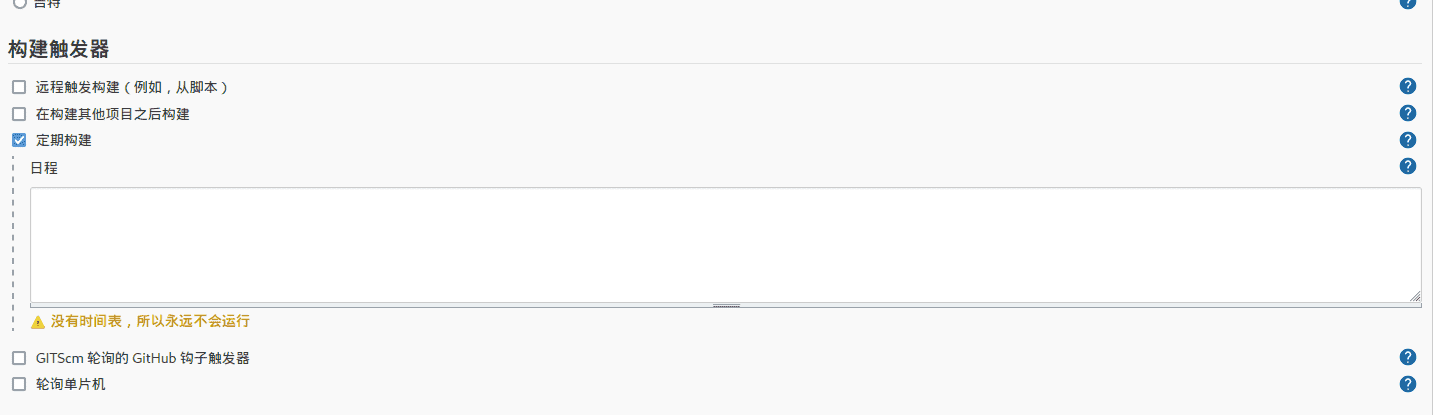 吉特
构建触发器
远程触发构建（例如，从脚本）
在构建其他项目之后构建
定期构建
日程
没有时间表，所以永远不会运行
GITScm 轮询的 GitHub 钩子触发器
轮询单片机